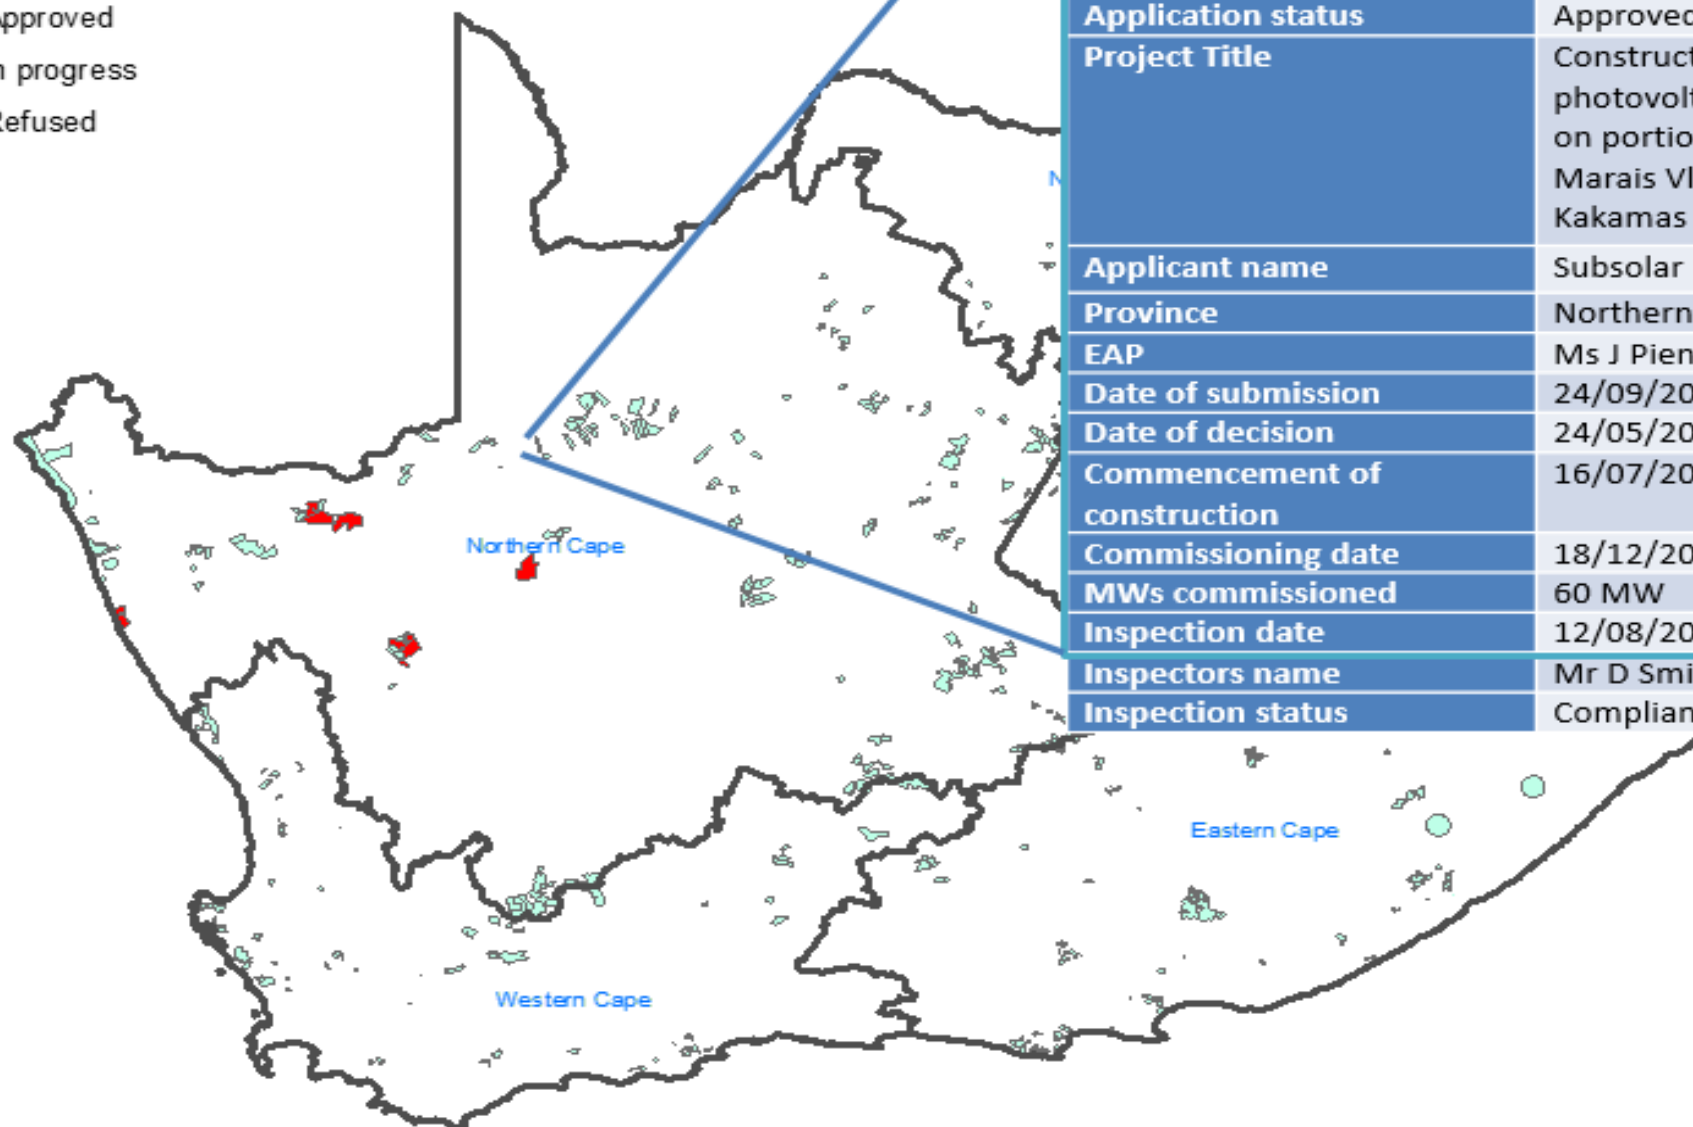 Approved
n progress
Refused
Application status Approved
Project Title Construct
photovolt
on portio
Marais Vl
Kakamas
Applicant name Subsolar
Province Northern
EAP Ms J Pien
Date of submission 24/09/20
Date of decision 24/05/20
Commencement of 16/07/20
construction
Commissioning date 18/12/20
MWs commissioned 60 MW
Inspection date 12/08/20
Inspectors name Mr D Smi
Inspection status Complian
N
Northern Cape
Eastern Cape
Western Cape